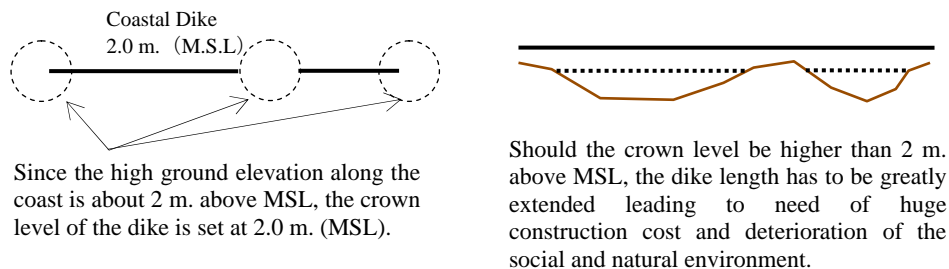 Coastal Dike
2.0 m.（M.S.L）
Since the high ground elevation along the
coast is about 2 m. above MSL, the crown
level of the dike is set at 2.0 m. (MSL).
Should the crown level be higher than 2 m.
above MSL, the dike length has to be greatly
extended leading to need of huge
construction cost and deterioration of the
social and natural environment.